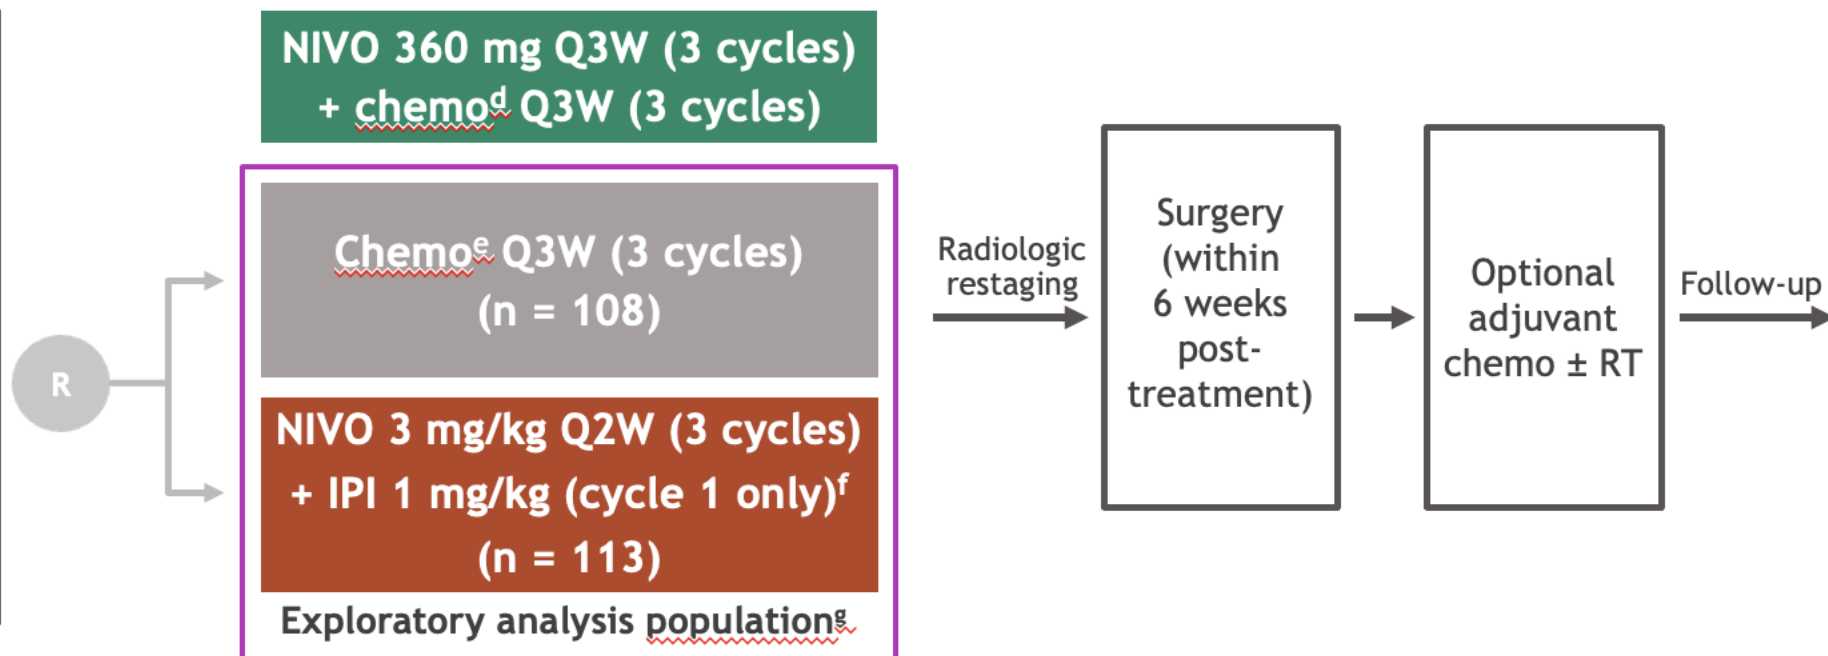 NIVO 360 mg Q3W (3 cycles)
+ chemoᵈ Q3W (3 cycles)
R
Chemoᵉ Q3W (3 cycles)
(n = 108)
NIVO 3 mg/kg Q2W (3 cycles)
+ IPI 1 mg/kg (cycle 1 only)ᶠ
(n = 113)
Exploratory analysis populationᵍ
Radiologic
restaging
Surgery
(within
6 weeks
post-
treatment)
Optional
adjuvant
chemo ± RT
Follow-up